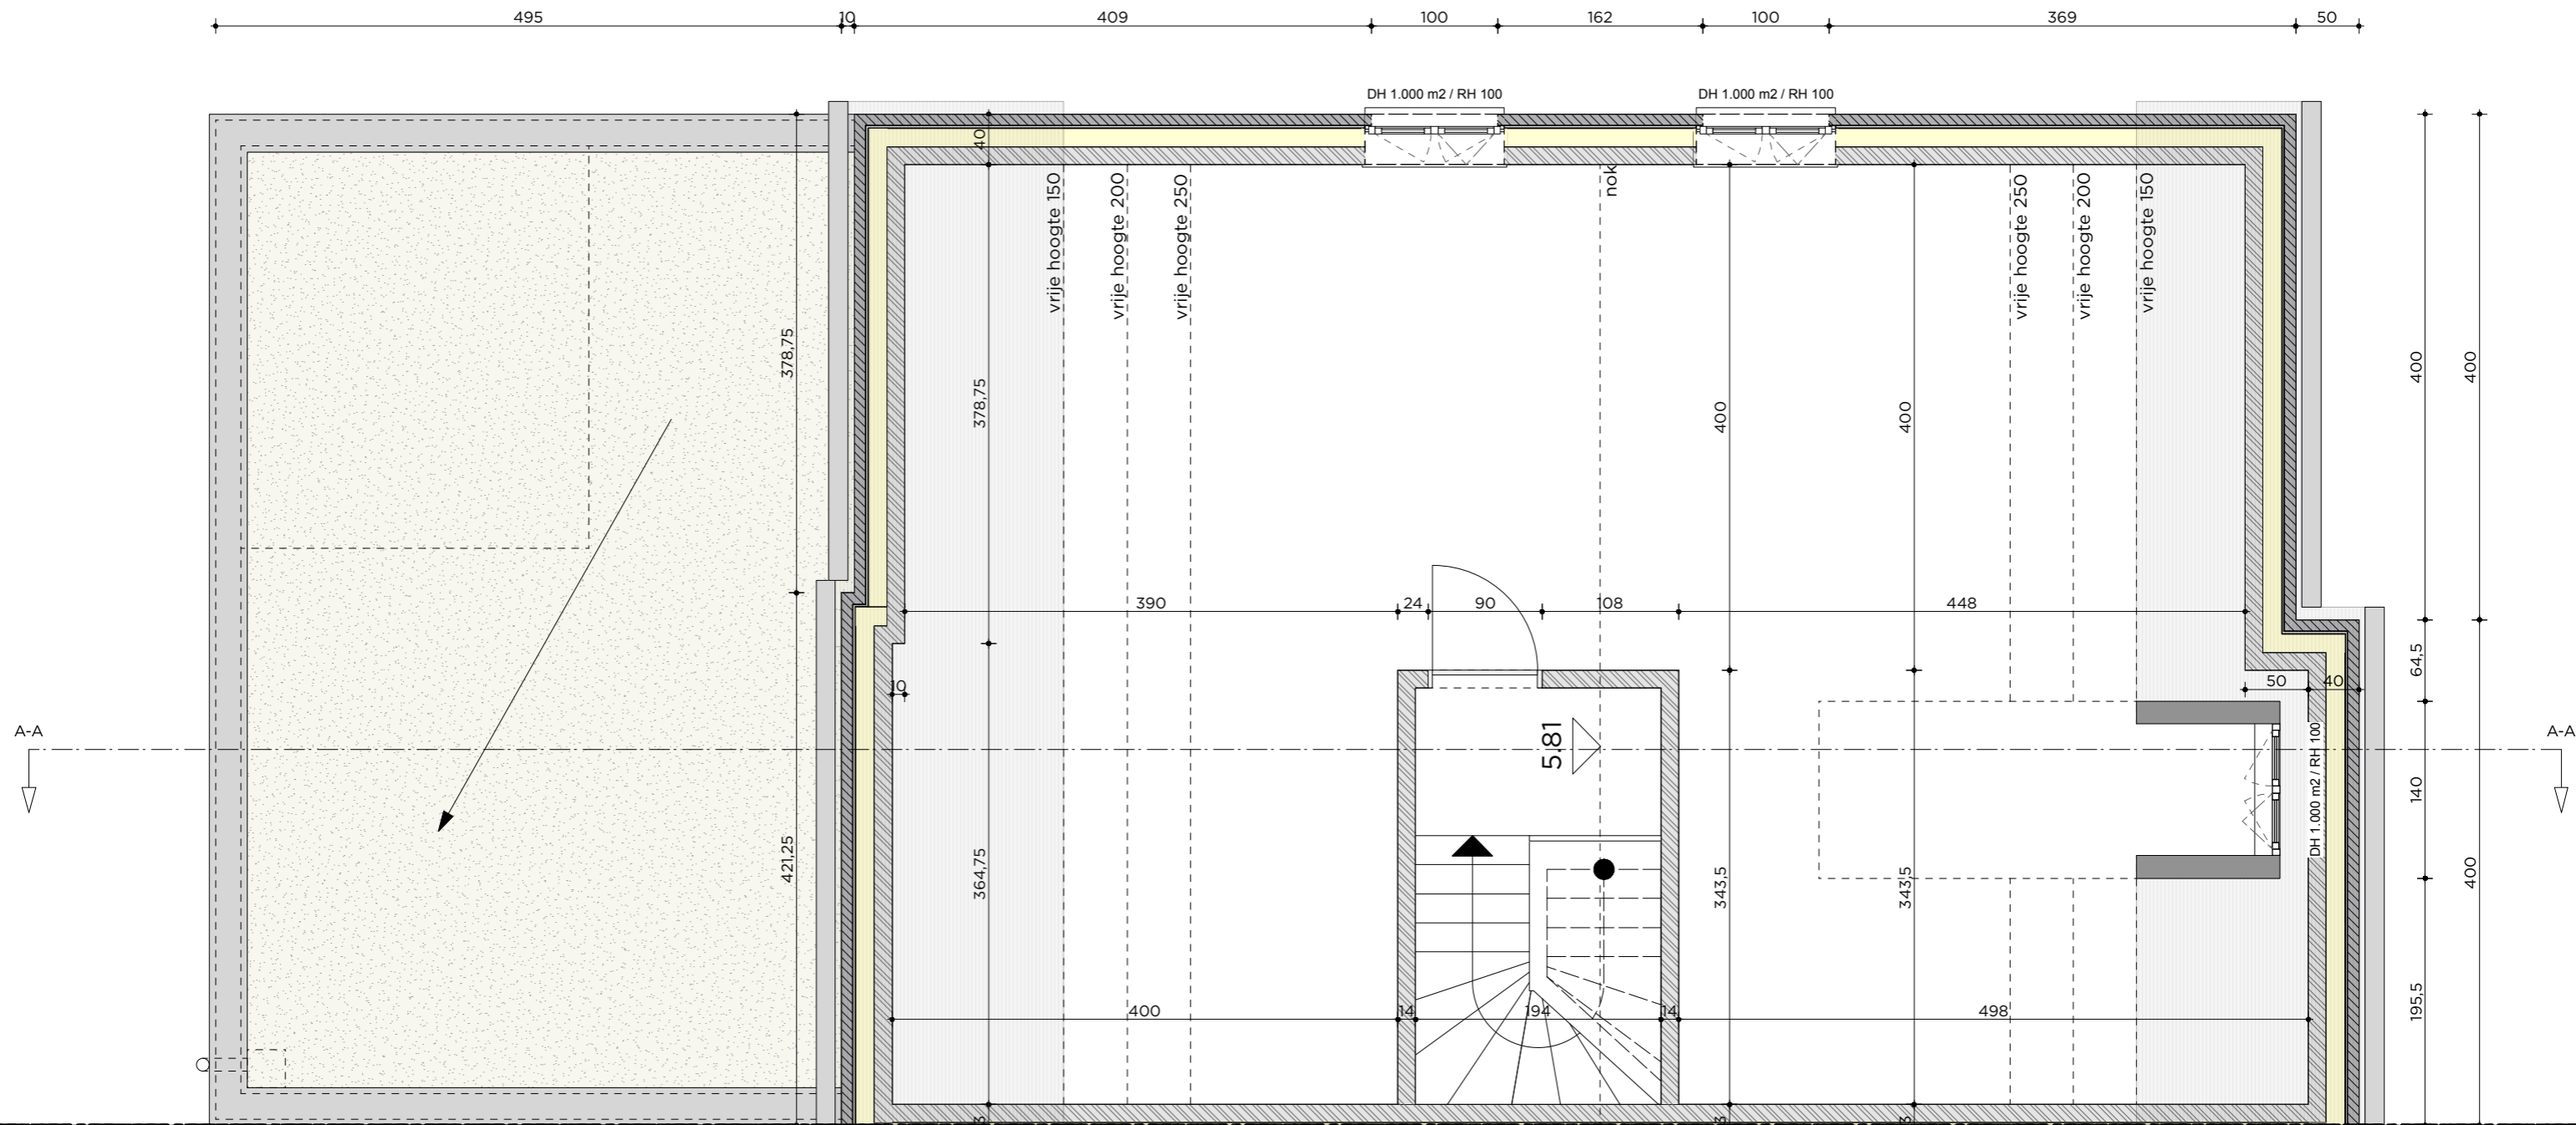 495 10 409 100 162 100 369 50
DH 1.000 m2 / RH 100 DH 1.000 m2 / RH 100
40
vrije hoogte 150
vrije hoogte 200
vrije hoogte 250
nok
vrije hoogte 250
vrije hoogte 200
vrije hoogte 150
378,75
378,75
400
400
400
400
390 24 90 108 448
64,5
10
50 40
A-A
5.81
DH 1.000 m2 / RH 100
A-A
140
421,25
364,75
343,5
343,5
400
195,5
400 14 194 14 498
3
3
3